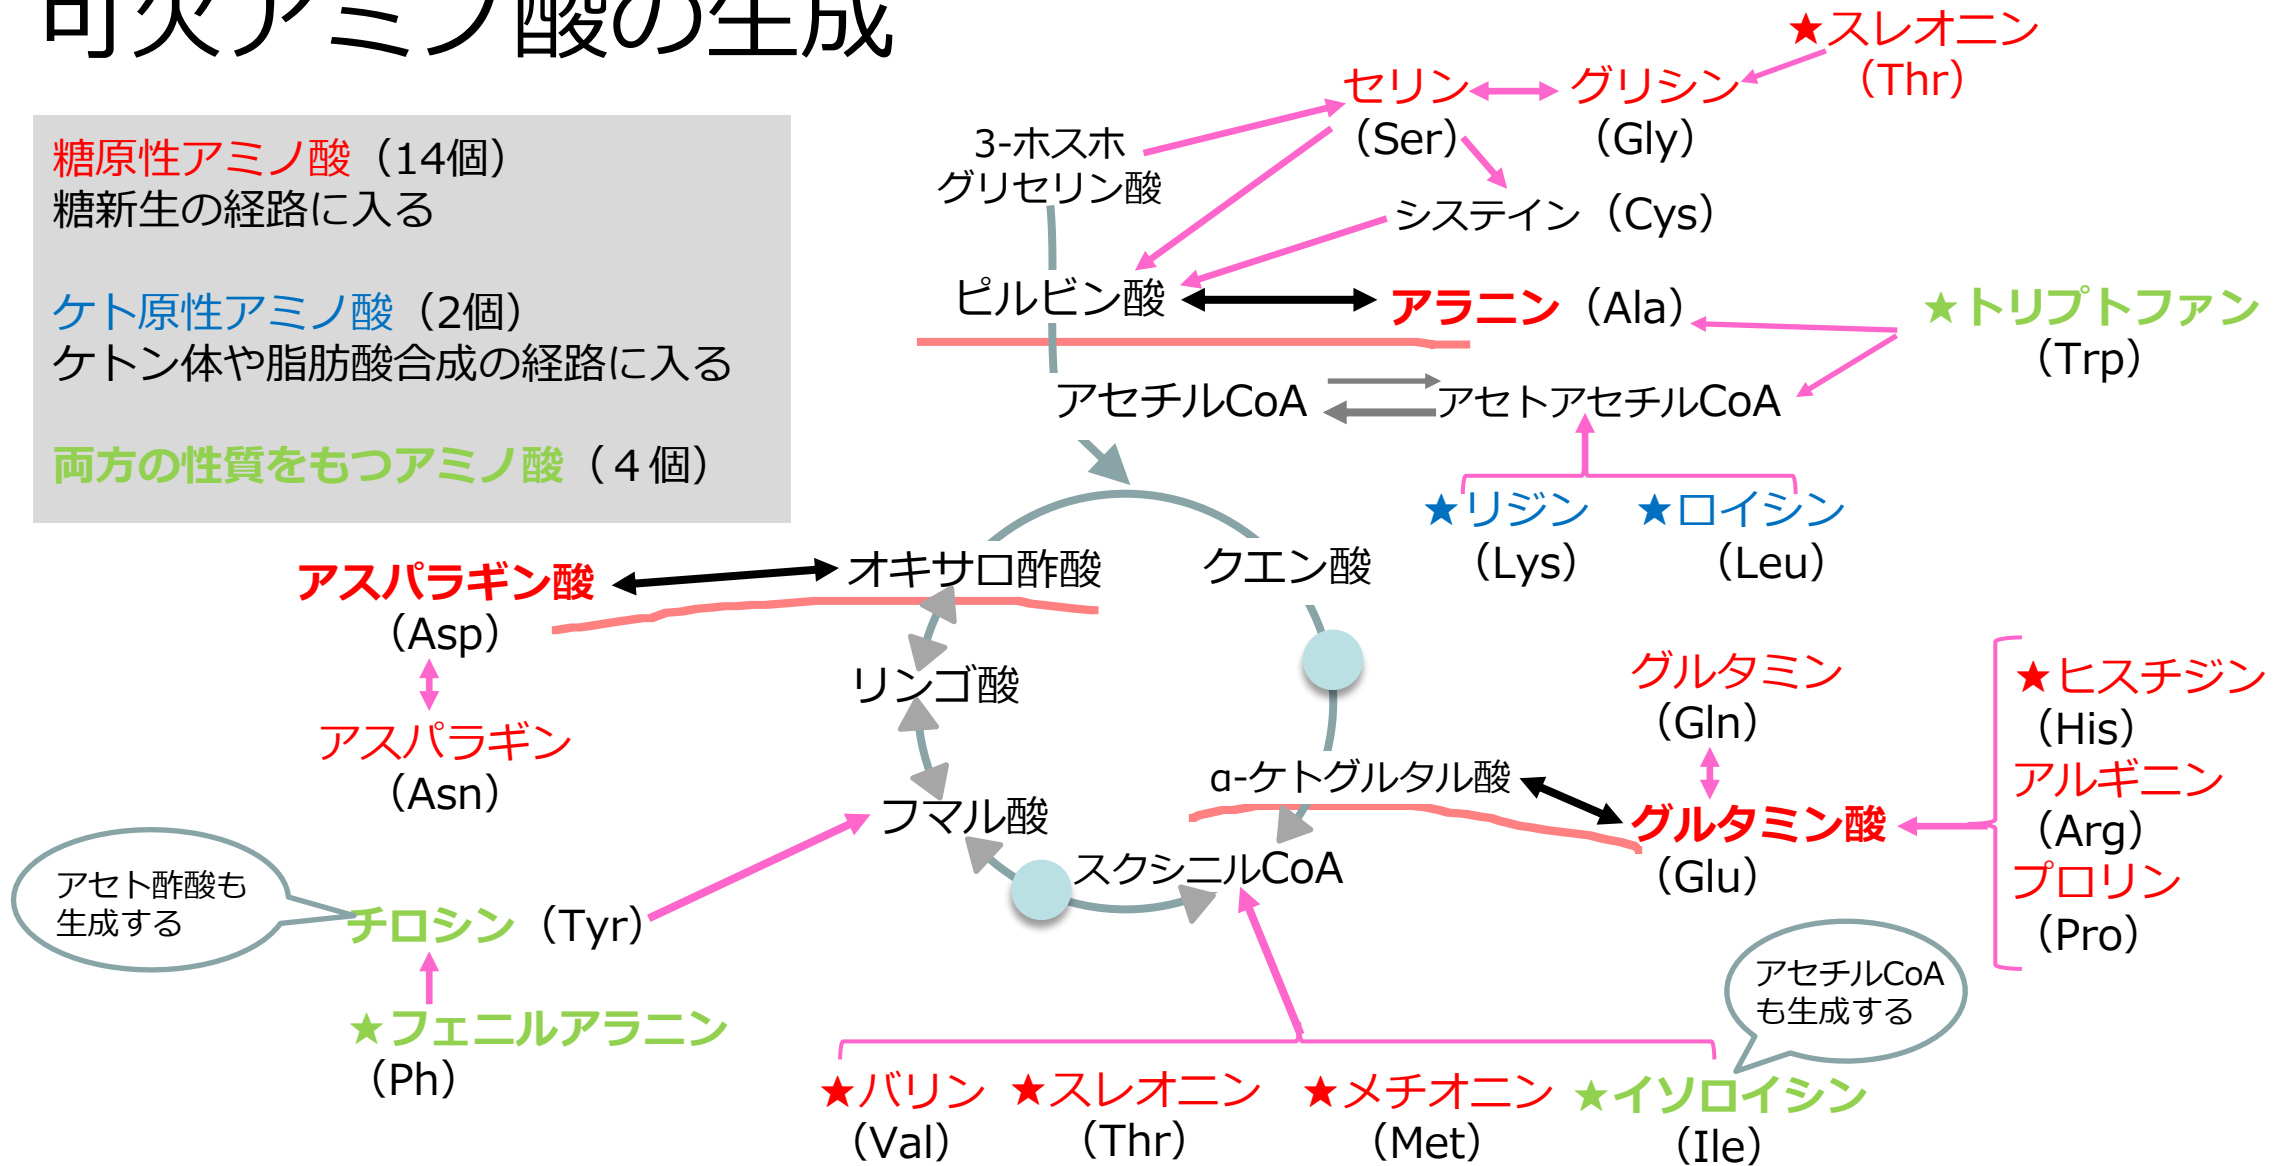 可欠アミノ酸の生成
糖原性アミノ酸（14個）
糖新生の経路に入る
ケト原性アミノ酸（2個）
ケトン体や脂肪酸合成の経路に入る
両方の性質をもつアミノ酸（４個）
★スレオニン
（Thr）
セリン
（Ser）
グリシン
（Gly）
3-ホスホ
グリセリン酸
システイン（Cys）
ピルビン酸
アラニン（Ala）
★トリプトファン
（Trp）
アセチルCoA
アセトアセチルCoA
★リジン
（Lys）
★ロイシン
（Leu）
アスパラギン酸
（Asp）
オキサロ酢酸
クエン酸
リンゴ酸
アスパラギン
（Asn）
グルタミン
（Gln）
★ヒスチジン
（His）
アルギニン
（Arg）
プロリン
（Pro）
α-ケトグルタル酸
グルタミン酸
（Glu）
フマル酸
スクシニルCoA
アセト酢酸も
生成する
チロシン（Tyr）
★フェニルアラニン
（Ph）
アセチルCoA
も生成する
★バリン
（Val）
★スレオニン
（Thr）
★メチオニン
（Met）
★イソロイシン
（Ile）